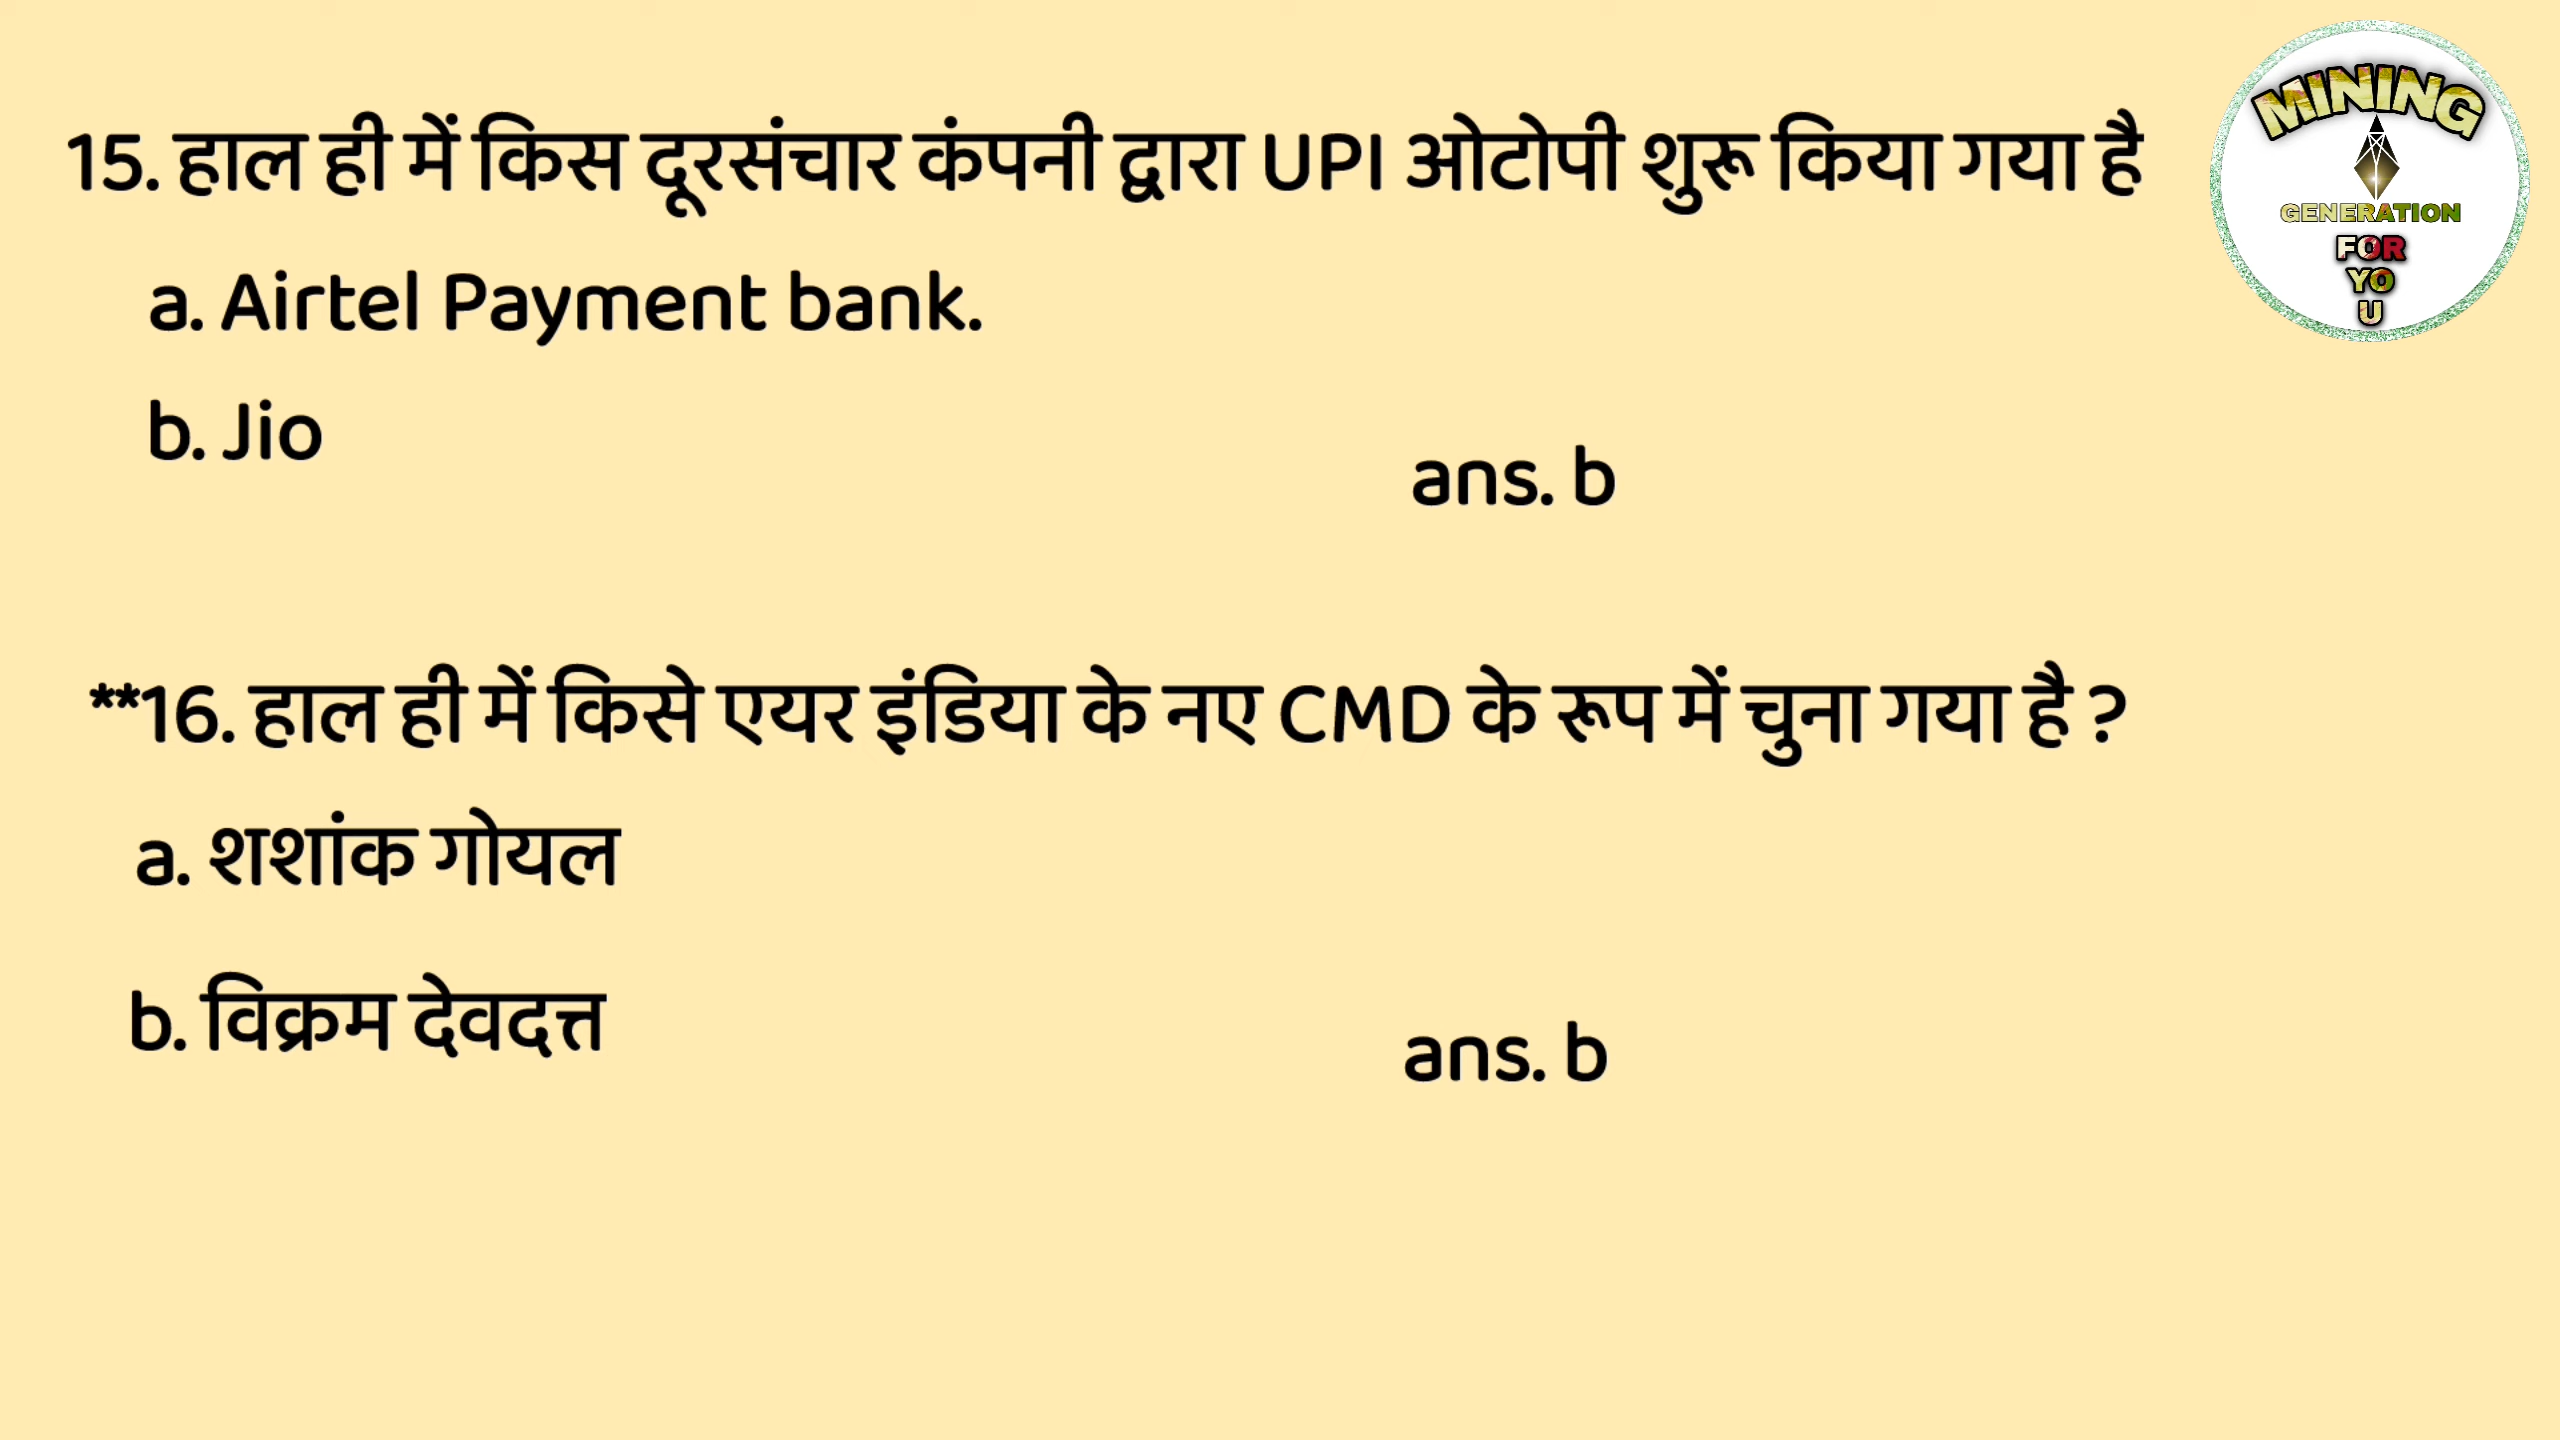 15. हाल ही में किस दूरसंचार कंपनी द्वारा UPI ओटोपी शुरू किया गया है
a. Airtel Payment bank.
b. Jio
ans. b
**16. हाल ही में किसे एयर इंडिया के नए CMD के रूप में चुना गया है ?
a. शशांक गोयल
b. विक्रम देवदत्त
ans. b
MINING
GENERATION
FOR
YO
U